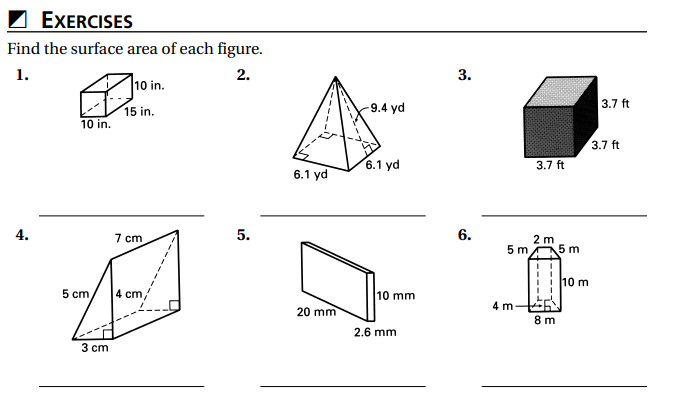 EXERCISES
Find the surface area of each figure.
1.
10 in.
15 in.
10 in.
2.
9.4 yd
6.1 yd
6.1 yd
3.
3.7 ft
3.7 ft
3.7 ft
4.
7 cm
5 cm
4 cm
3 cm
5.
10 mm
20 mm
2.6 mm
6.
2 m
5 m
5 m
10 m
4 m
8 m